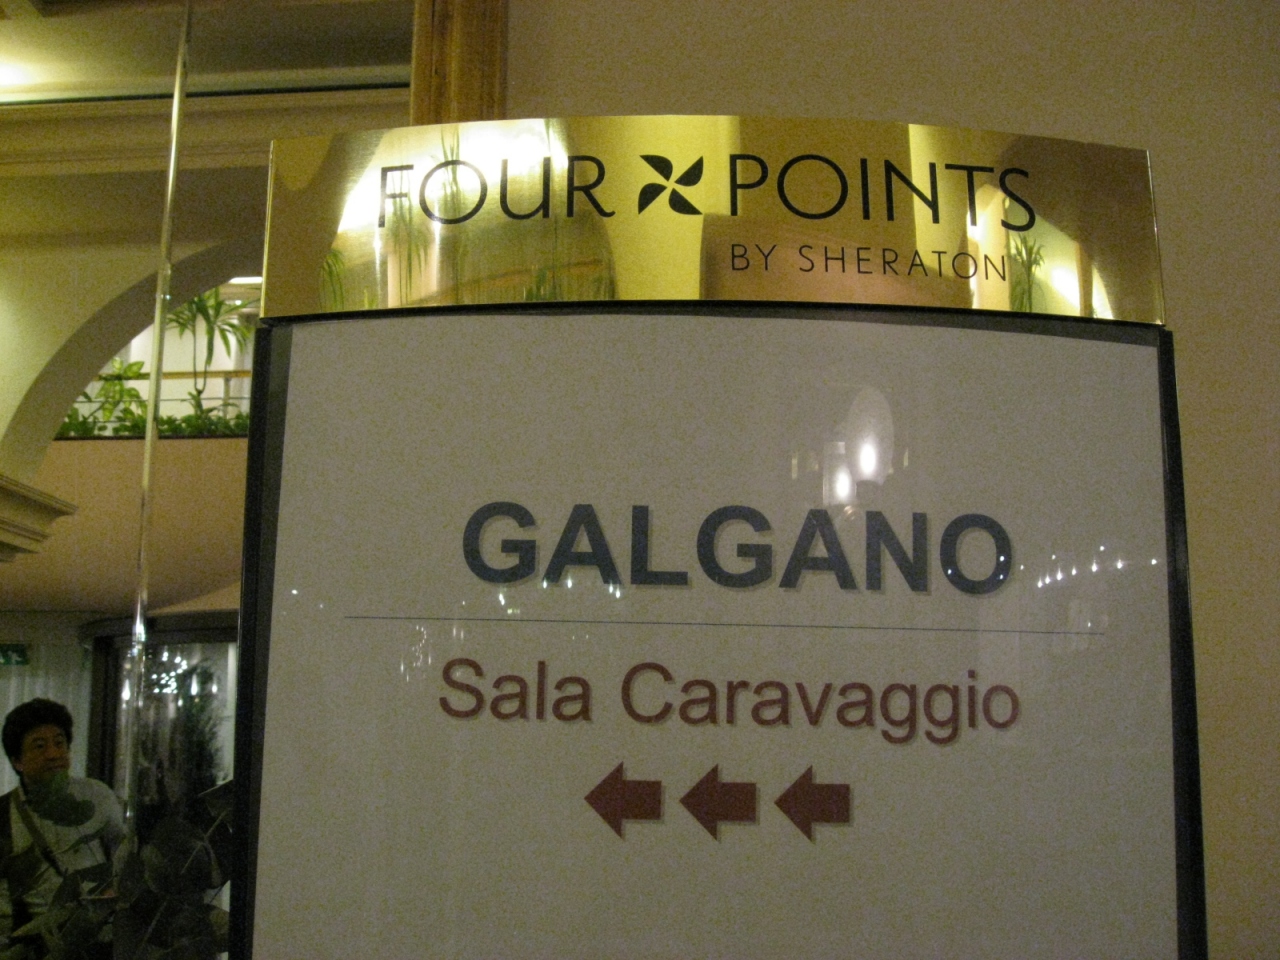 FOUR POINTS
BY SHERATON
GALGANO
Sala Caravaggio